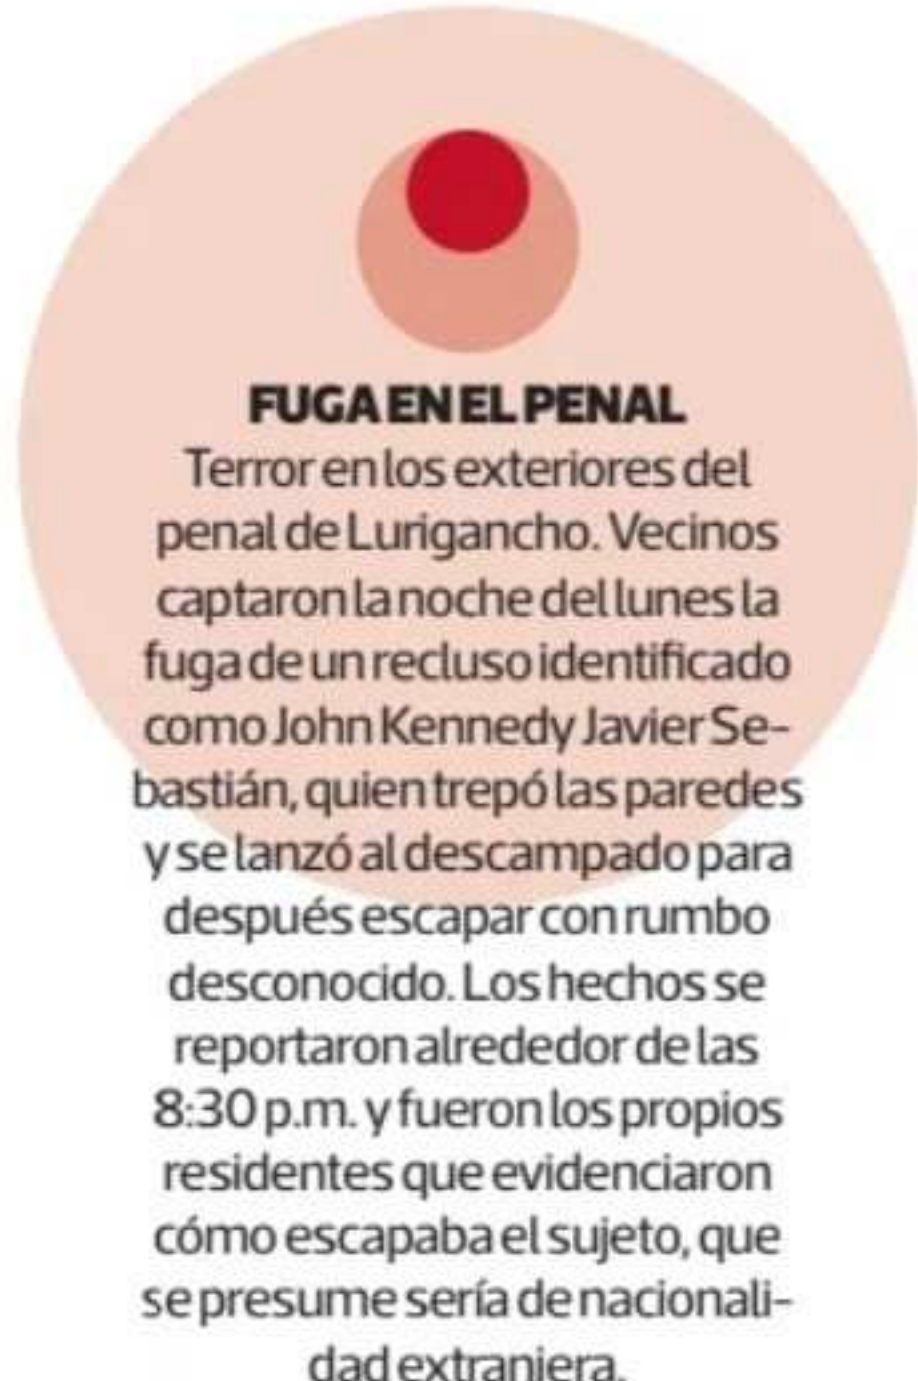 FUGA EN EL PENAL
Terror en los exteriores del
penal de Lurigancho. Vecinos
captaron la noche del lunes la
fuga de un recluso identificado
como John Kennedy Javier Se-
bastián, quien trepó las paredes
y se lanzó al descampado para
después escapar con rumbo
desconocido. Los hechos se
reportaron alrededor de las
8:30 p.m. y fueron los propios
residentes que evidenciaron
cómo escapaba el sujeto, que
se presume sería de nacionali-
dad extranjera.